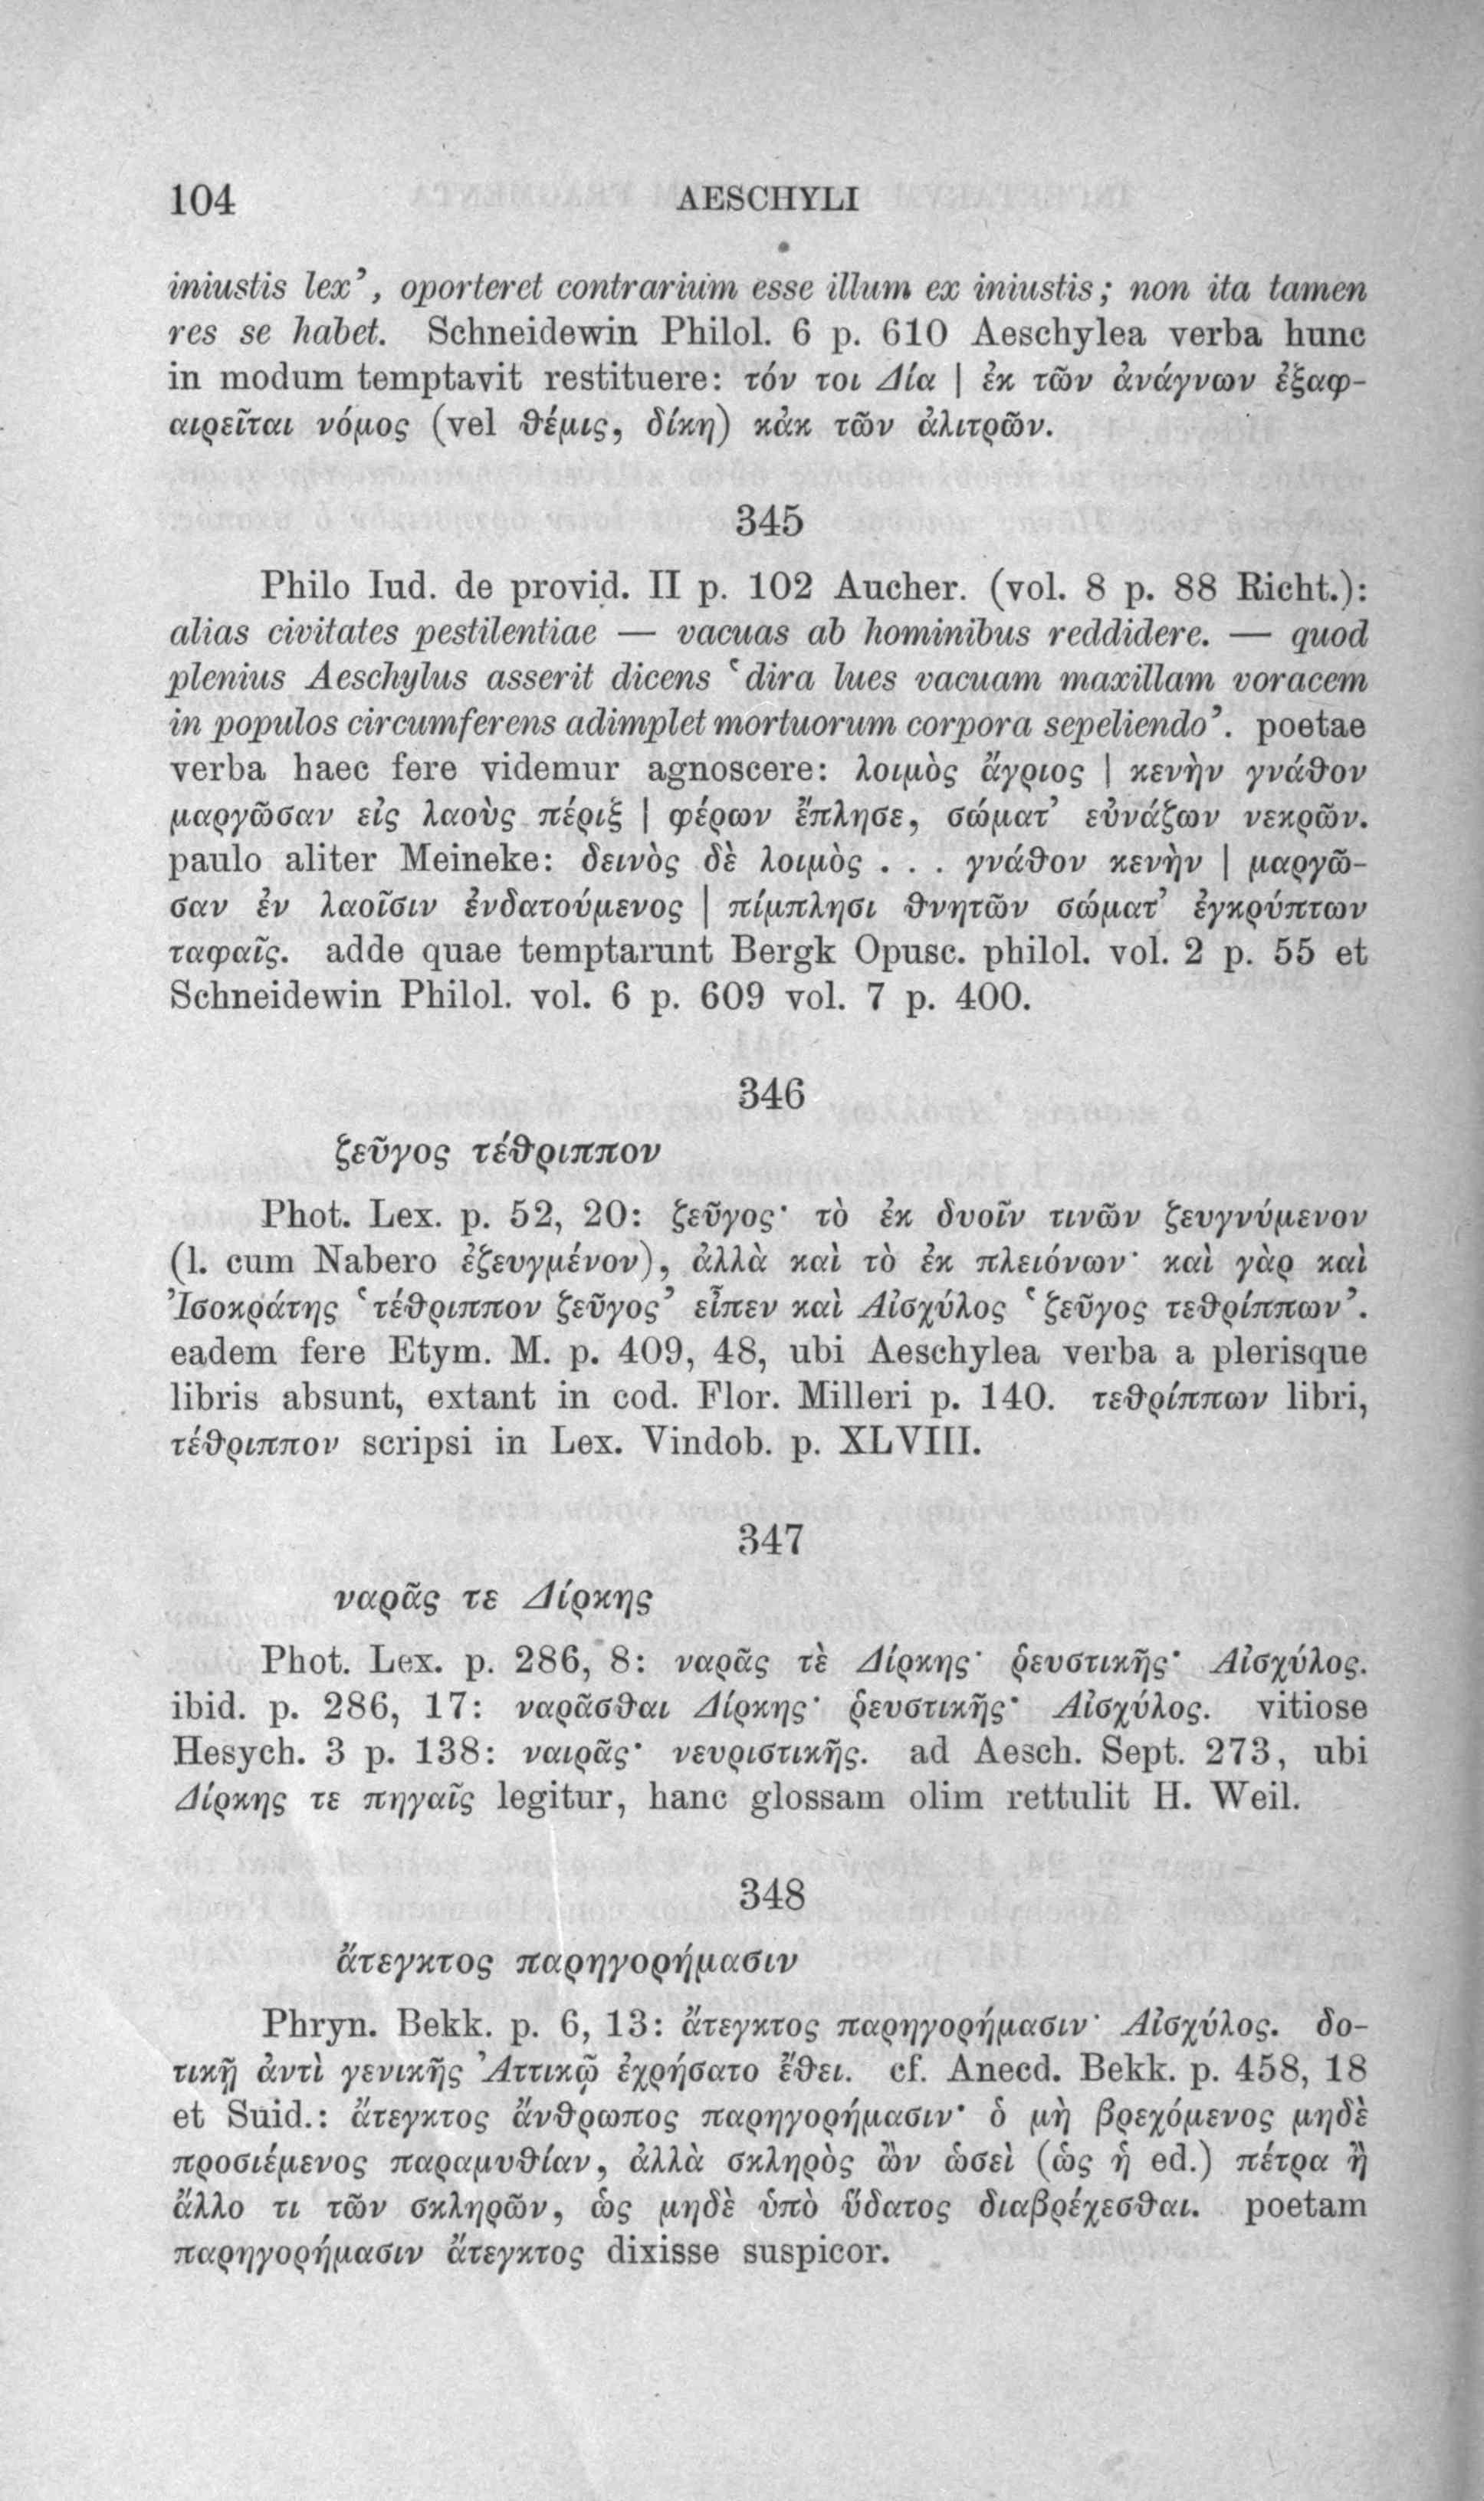 104 AESCHYLI
iniustis lex’, oporteret contrarium esse illum ex iniustis; non ita tamen
res se habet. Schneidewin Philol. 6 p. 610 Aeschylea verba hunc
in modum temptavit restituere: τόν τοι Δία | ἐκ τῶν ἀνάγνων ἐξαφ-
αιρεῖται νόμος (vel θέμις, δίκη) κἀκ τῶν ἀλιτρῶν.
345
Philo Iud. de provid. II p. 102 Aucher. (vol. 8 p. 88 Richt.):
alias civitates pestilentiae — vacuas ab hominibus reddidere. — quod
plenius Aeschylus asserit dicens ‘dira lues vacuam maxillam voracem
in populos circumferens adimplet mortuorum corpora sepeliendo’. poetae
verba haec fere videmur agnoscere: λοιμὸς ἄγριος | κενὴν γνάθον
μαργῶσαν εἰς λαοὺς πέριξ | φέρων ἔπλησε, σώματ’ εὐνάζων νεκρῶν.
paulo aliter Meineke: δεινὸς δὲ λοιμὸς . . . γνάθον κενὴν | μαργῶ-
σαν ἐν λαοῖσιν ἐνδατούμενος | πίμπλησι θνητῶν σώματ’ ἐγκρύπτων
ταφαῖς. adde quae temptarunt Bergk Opusc. philol. vol. 2 p. 55 et
Schneidewin Philol. vol. 6 p. 609 vol. 7 p. 400.
346
ζεῦγος τέθριππον
Phot. Lex. p. 52, 20: ζεῦγος· τὸ ἐκ δυοῖν τινῶν ζευγνύμενον
(l. cum Nabero ἐζευγμένον), ἀλλὰ καὶ τὸ ἐκ πλειόνων· καὶ γὰρ καὶ
Ἰσοκράτης ‘τέθριππον ζεῦγος’ εἶπεν καὶ Αἰσχύλος ‘ζεῦγος τεθρίππων’.
eadem fere Etym. M. p. 409, 48, ubi Aeschylea verba a plerisque
libris absunt, extant in cod. Flor. Milleri p. 140. τεθρίππων libri,
τέθριππον scripsi in Lex. Vindob. p. XLVIII.
347
ναρᾶς τε Δίρκης
Phot. Lex. p. 286, 8: ναρᾶς τὲ Δίρκης· ῥευστικῆς· Αἰσχύλος.
ibid. p. 286, 17: ναρᾶσθαι Δίρκης· ῥευστικῆς· Αἰσχύλος. vitiose
Hesych. 3 p. 138: ναιρᾶς· νευριστικῆς. ad Aesch. Sept. 273, ubi
Δίρκης τε πηγαῖς legitur, hanc glossam olim rettulit H. Weil.
348
ἄτεγκτος παρηγορήμασιν
Phryn. Bekk. p. 6, 13: ἄτεγκτος παρηγορήμασιν· Αἰσχύλος. δο-
τικῇ ἀντὶ γενικῆς Ἀττικῷ ἐχρήσατο ἔθει. cf. Anecd. Bekk. p. 458, 18
et Suid.: ἄτεγκτος ἄνθρωπος παρηγορήμασιν· ὁ μὴ βρεχόμενος μηδὲ
προσιέμενος παραμυθίαν, ἀλλὰ σκληρὸς ὢν ὡσεὶ (ὡς ἡ ed.) πέτρα ἢ
ἄλλο τι τῶν σκληρῶν, ὡς μηδὲ ὑπὸ ὕδατος διαβρέχεσθαι. poetam
παρηγορήμασιν ἄτεγκτος dixisse suspicor.